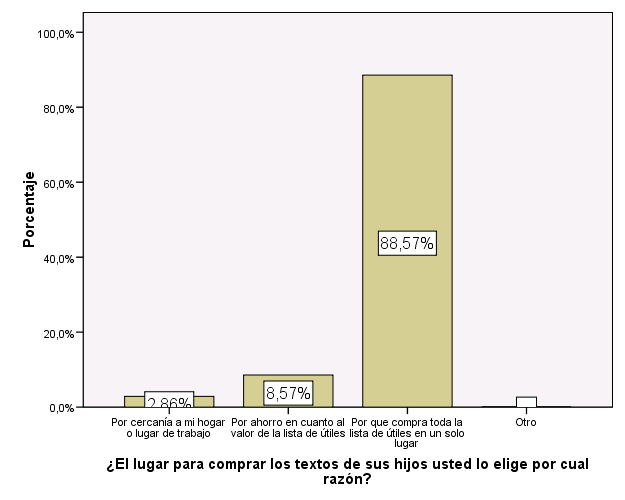 100,0%
80,0%
60,0%
40,0%
20,0%
0,0%
Porcentaje
2,86%
8,57%
88,57%
Por cercanía a mi hogar
o lugar de trabajo
Por ahorro en cuanto al
valor de la lista de útiles
Por que compra toda la
lista de útiles en un solo
lugar
Otro
¿El lugar para comprar los textos de sus hijos usted lo elige por cual
razón?